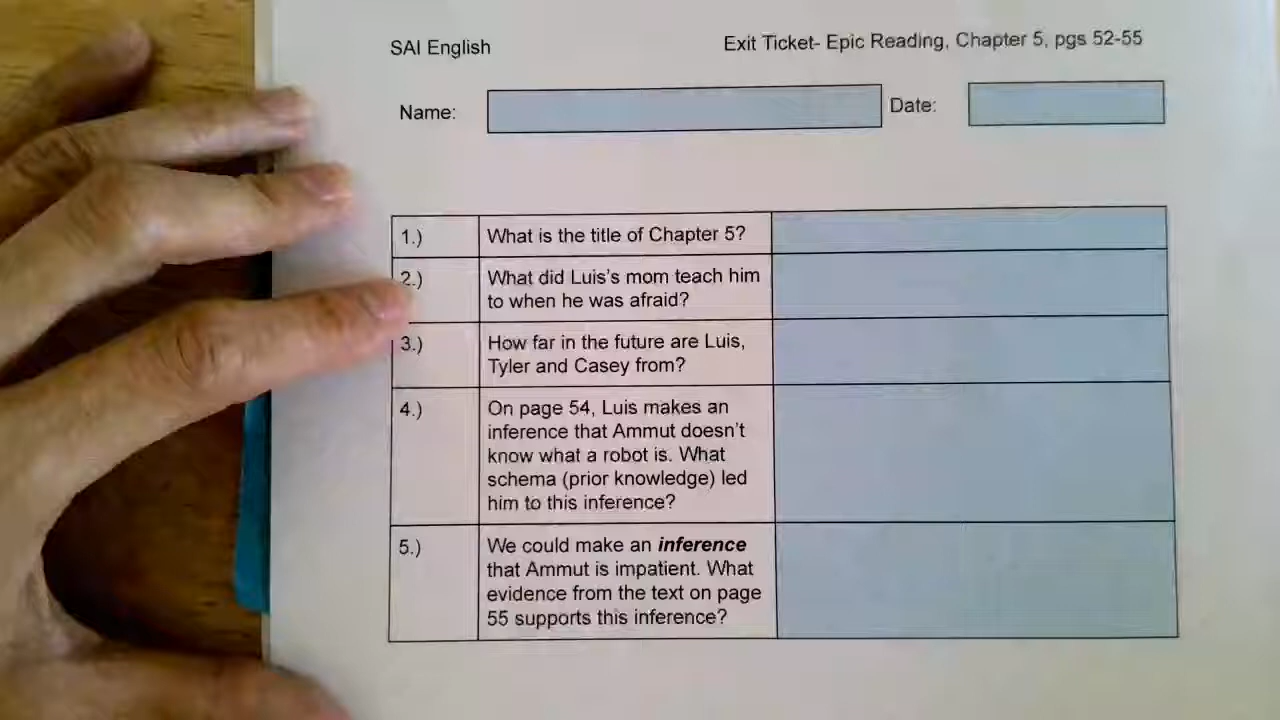 SAI English
Exit Ticket- Epic Reading, Chapter 5, pgs 52-55
Name:
Date:
1.)
What is the title of Chapter 5?
2.)
What did Luis's mom teach him
to when he was afraid?
3.)
How far in the future are Luis,
Tyler and Casey from?
4.)
On page 54, Luis makes an
inference that Ammut doesn't
know what a robot is. What
schema (prior knowledge) led
him to this inference?
5.)
We could make an inference
that Ammut is impatient. What
evidence from the text on page
55 supports this inference?